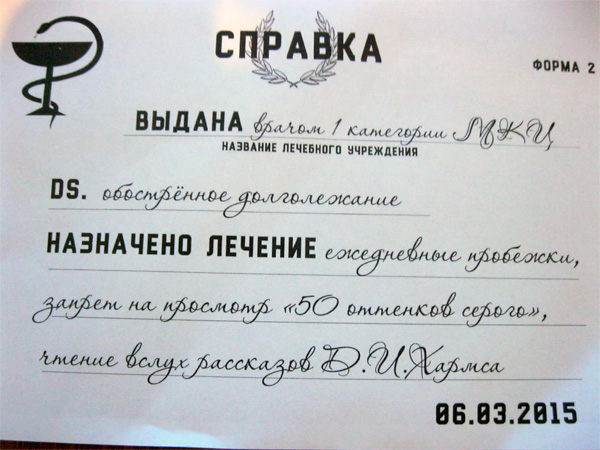 СПРАВКА
ФОРМА 2
ВЫДАНА врачом 1 категории МКЦ
НАЗВАНИЕ ЛЕЧЕБНОГО УЧРЕЖДЕНИЯ
DS. обострённое долголежание
НАЗНАЧЕНО ЛЕЧЕНИЕ ежедневные пробежки,
запрет на просмотр «50 оттенков серого»,
чтение вслух рассказов Д.И.Хармса
06.03.2015